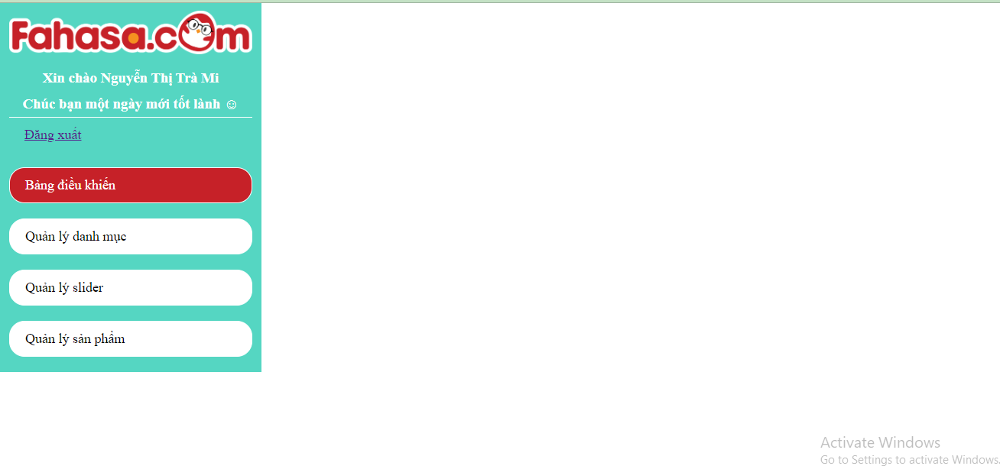 Fahasa.com
Xin chào Nguyễn Thị Trà Mi
Chúc bạn một ngày mới tốt lành ☺
Đăng xuất
Bảng điều khiến
Quản lý danh mục
Quản lý slider
Quản lý sản phẩm
Activate Windows
Go to Settings to activate Windows.